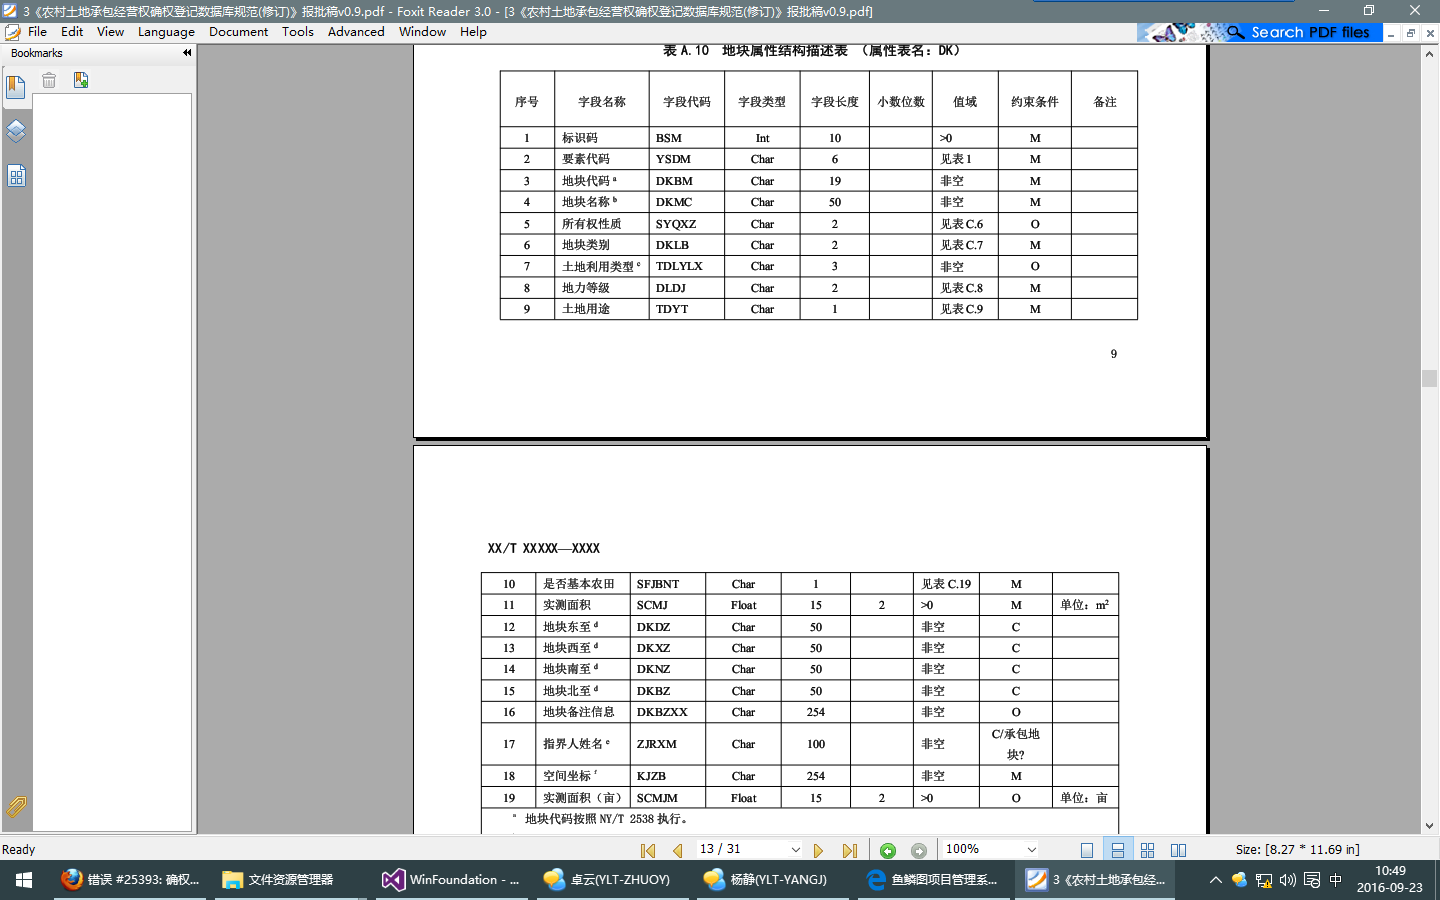 3《农村土地承包经营权确权登记数据库规范(修订)》报批稿v0.9.pdf - Foxit Reader 3.0 - [3《农村土地承包经营权确权登记数据库规范(修订)》报批稿v0.9.pdf]
File Edit View Language Document Tools Advanced Window Help
Search PDF files
Bookmarks
表 A.10 地块属性结构描述表 （属性表名：DK）
序号 字段名称 字段代码 字段类型 字段长度 小数位数 值域 约束条件 备注
1 标识码 BSM Int 10 >0 M
2 要素代码 YSDM Char 6 见表 1 M
3 地块代码 a DKBM Char 19 非空 M
4 地块名称 b DKMC Char 50 非空 M
5 所有权性质 SYQXZ Char 2 见表 C.6 O
6 地块类别 DKLB Char 2 见表 C.7 M
7 土地利用类型 c TDLYLX Char 3 非空 O
8 地力等级 DLDJ Char 2 见表 C.8 M
9 土地用途 TDYT Char 1 见表 C.9 M
9
XX/T XXXXX—XXXX
10 是否基本农田 SFJBNT Char 1 见表 C.19 M
11 实测面积 SCMJ Float 15 2 >0 M 单位：m²
12 地块东至 d DKDZ Char 50 非空 C
13 地块西至 d DKXZ Char 50 非空 C
14 地块南至 d DKNZ Char 50 非空 C
15 地块北至 d DKBZ Char 50 非空 C
16 地块备注信息 DKBZXX Char 254 非空 O
17 指界人姓名 e ZJRXM Char 100 非空 C/承包地块?
18 空间坐标 f KJZB Char 254 非空 M
19 实测面积（亩） SCMJM Float 15 2 >0 O 单位：亩
a 地块代码按照 NY/T 2538 执行。
Ready 13 / 31 100% Size: [8.27 * 11.69 in]
错误 #25393: 确权... 文件资源管理器 WinFoundation - ... 卓云(YLT-ZHUOY) 杨静(YLT-YANGJ) 鱼鳞图项目管理系... 3《农村土地承包经... 中 10:49
2016-09-23